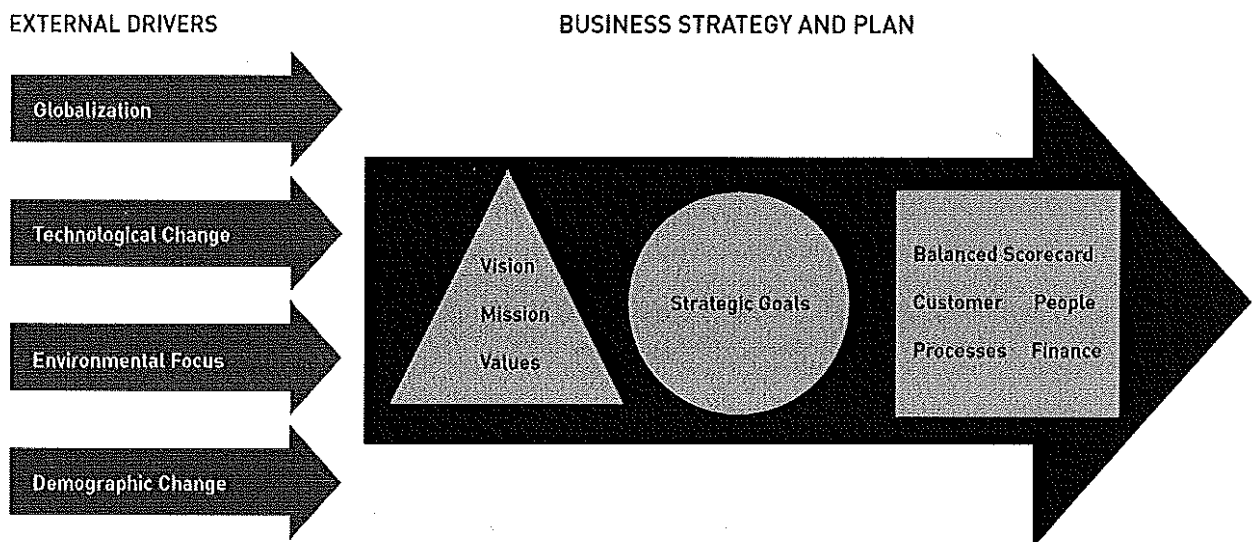 EXTERNAL DRIVERS
BUSINESS STRATEGY AND PLAN
Globalization
Technological Change
Environmental Focus
Demographic Change
Vision
Mission
Values
Strategic Goals
Balanced Scorecard
Customer People
Processes Finance